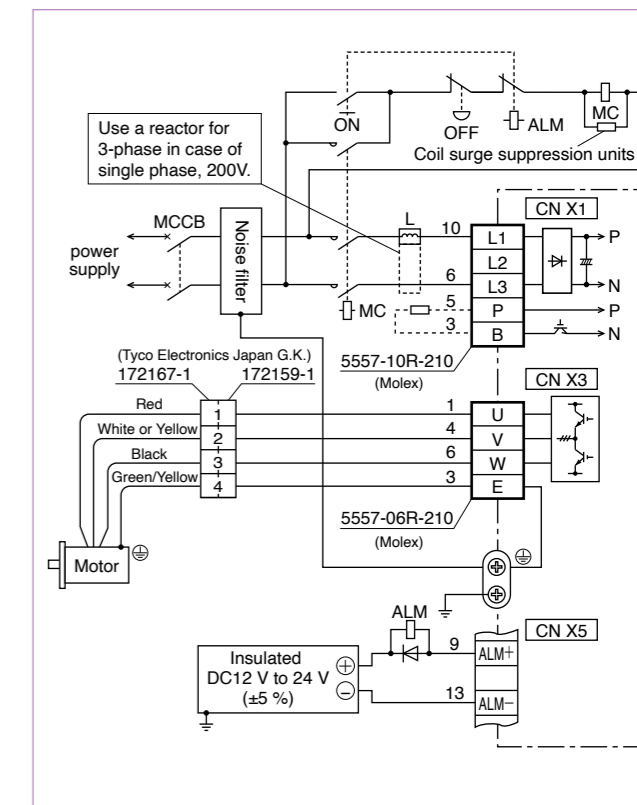 ON
OFF
ALM
MC
Coil surge suppression units
Use a reactor for
3-phase in case of
single phase, 200V.
MCCB
power
supply
Noise filter
L
MC
10
6
5
3
L1
L2
L3
P
B
CN X1
P
N
P
N
5557-10R-210
(Molex)
(Tyco Electronics Japan G.K.)
172167-1 172159-1
Red
White or Yellow
Black
Green/Yellow
1
2
3
4
1
4
6
3
U
V
W
E
CN X3
5557-06R-210
(Molex)
Motor
ALM
Insulated
DC12 V to 24 V
(±5 %)
+
−
9
13
ALM+
ALM−
CN X5